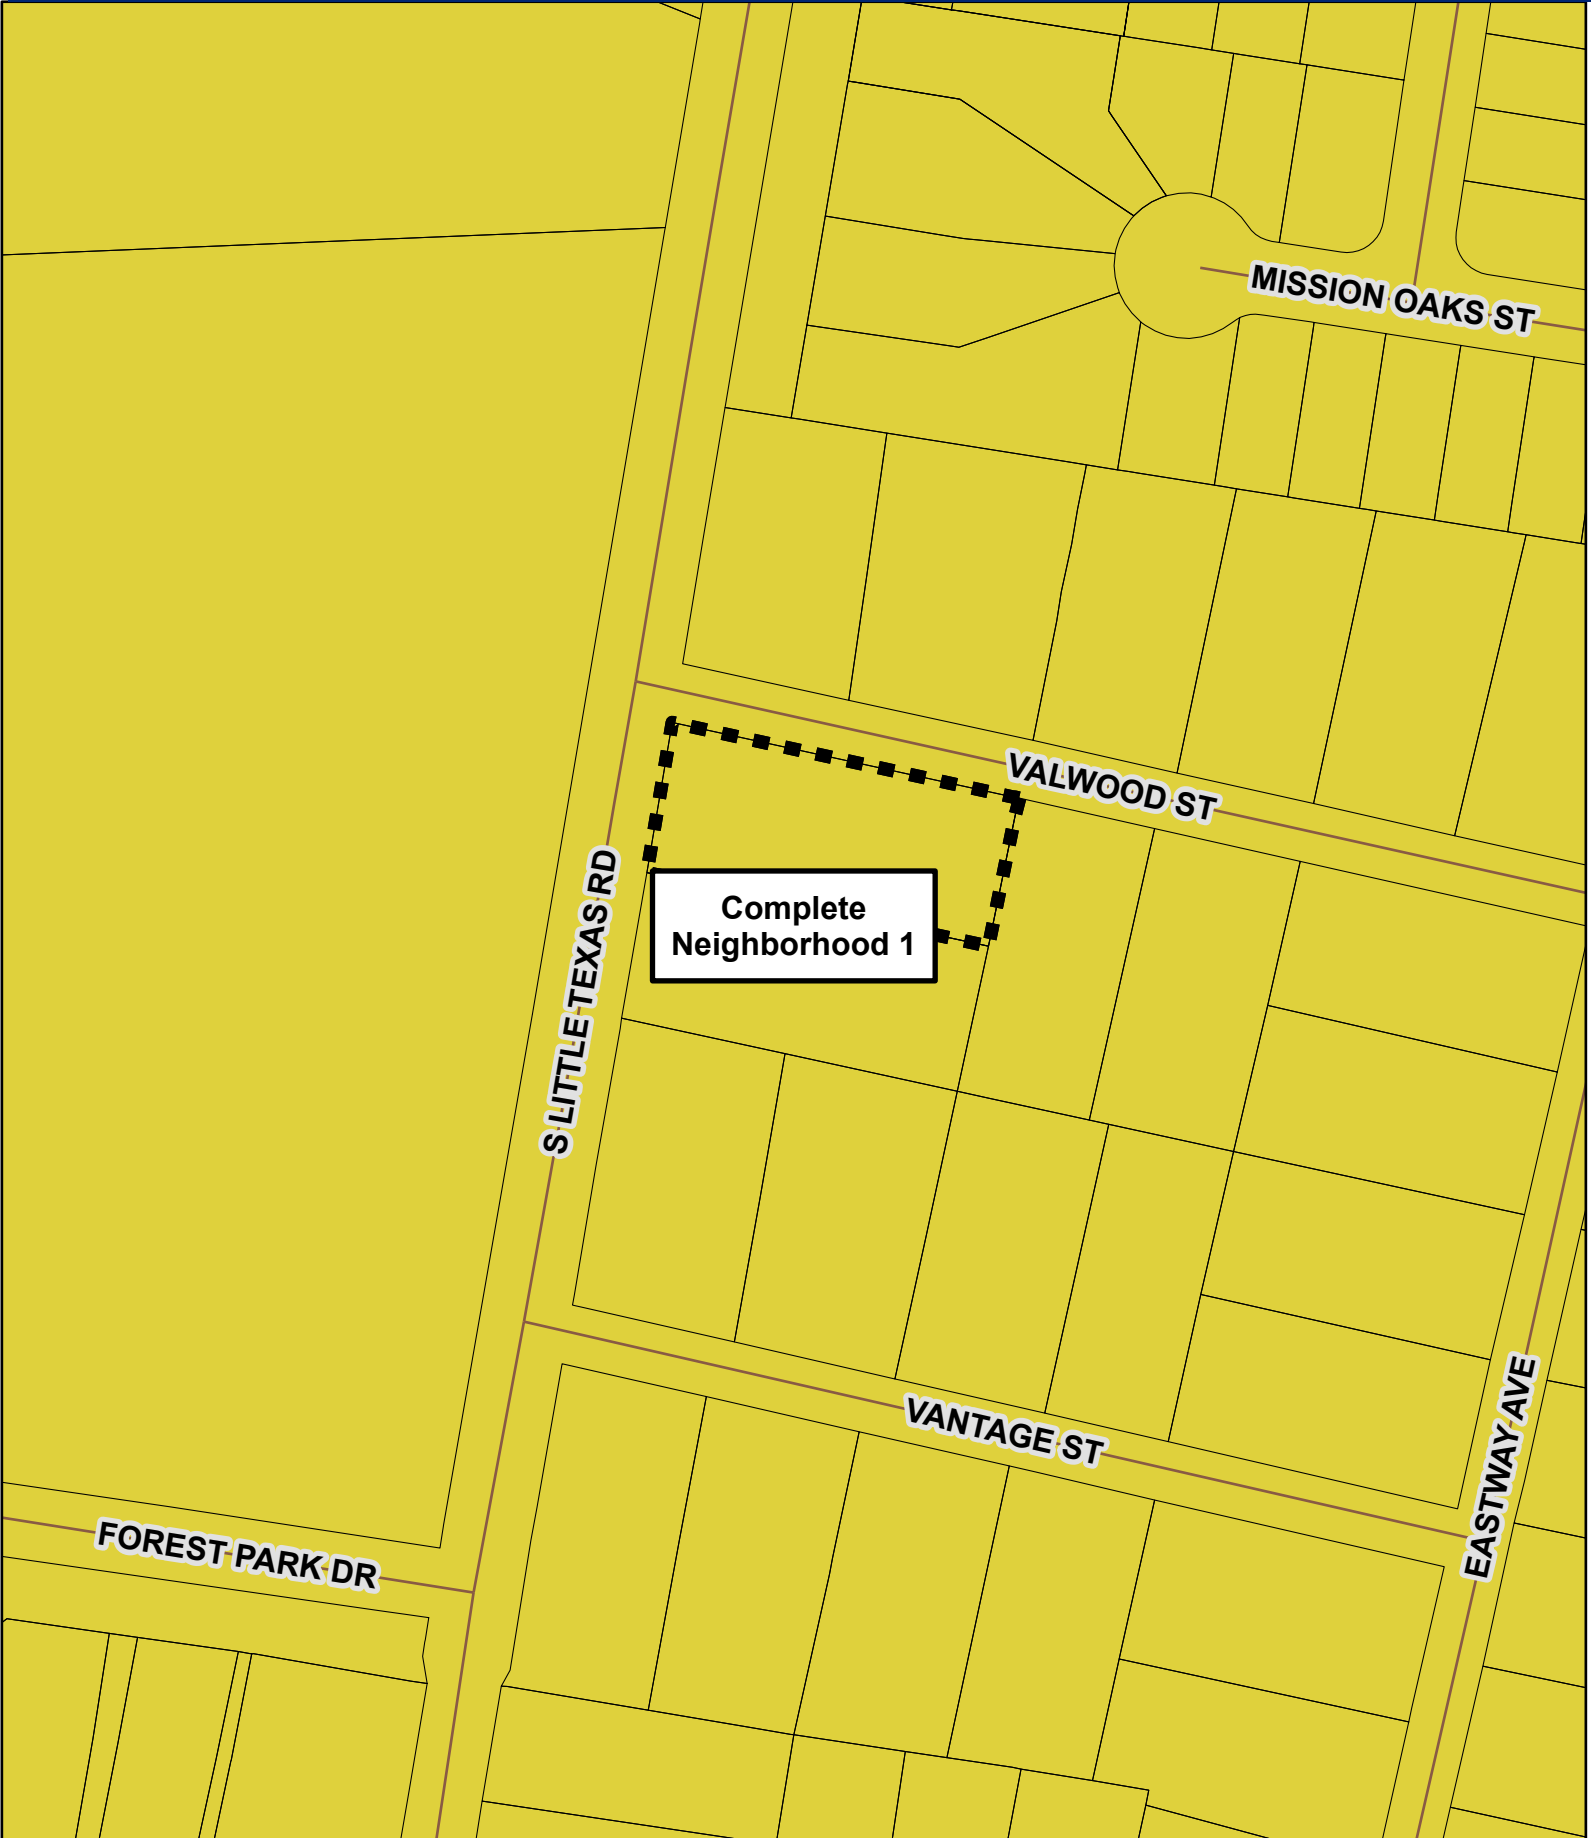 MISSION OAKS ST
VALWOOD ST
S LITTLE TEXAS RD
Complete
Neighborhood 1
VANTAGE ST
EASTWAY AVE
FOREST PARK DR